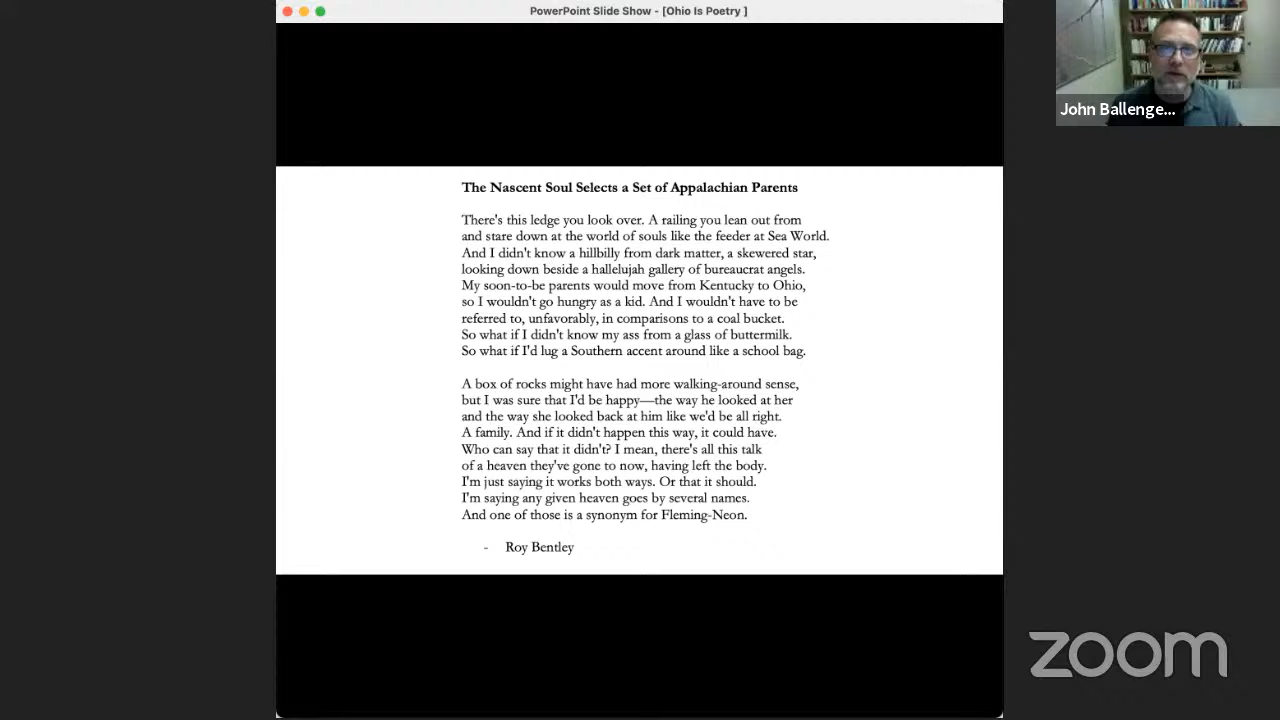 PowerPoint Slide Show - [Ohio Is Poetry ]
John Ballenge...
The Nascent Soul Selects a Set of Appalachian Parents
There's this ledge you look over. A railing you lean out from
and stare down at the world of souls like the feeder at Sea World.
And I didn't know a hillbilly from dark matter, a skewered star,
looking down beside a hallelujah gallery of bureaucrat angels.
My soon-to-be parents would move from Kentucky to Ohio,
so I wouldn't go hungry as a kid. And I wouldn't have to be
referred to, unfavorably, in comparisons to a coal bucket.
So what if I didn't know my ass from a glass of buttermilk.
So what if I'd lug a Southern accent around like a school bag.
A box of rocks might have had more walking-around sense,
but I was sure that I'd be happy—the way he looked at her
and the way she looked back at him like we'd be all right.
A family. And if it didn't happen this way, it could have.
Who can say that it didn't? I mean, there's all this talk
of a heaven they've gone to now, having left the body.
I'm just saying it works both ways. Or that it should.
I'm saying any given heaven goes by several names.
And one of those is a synonym for Fleming-Neon.
- Roy Bentley
zoom